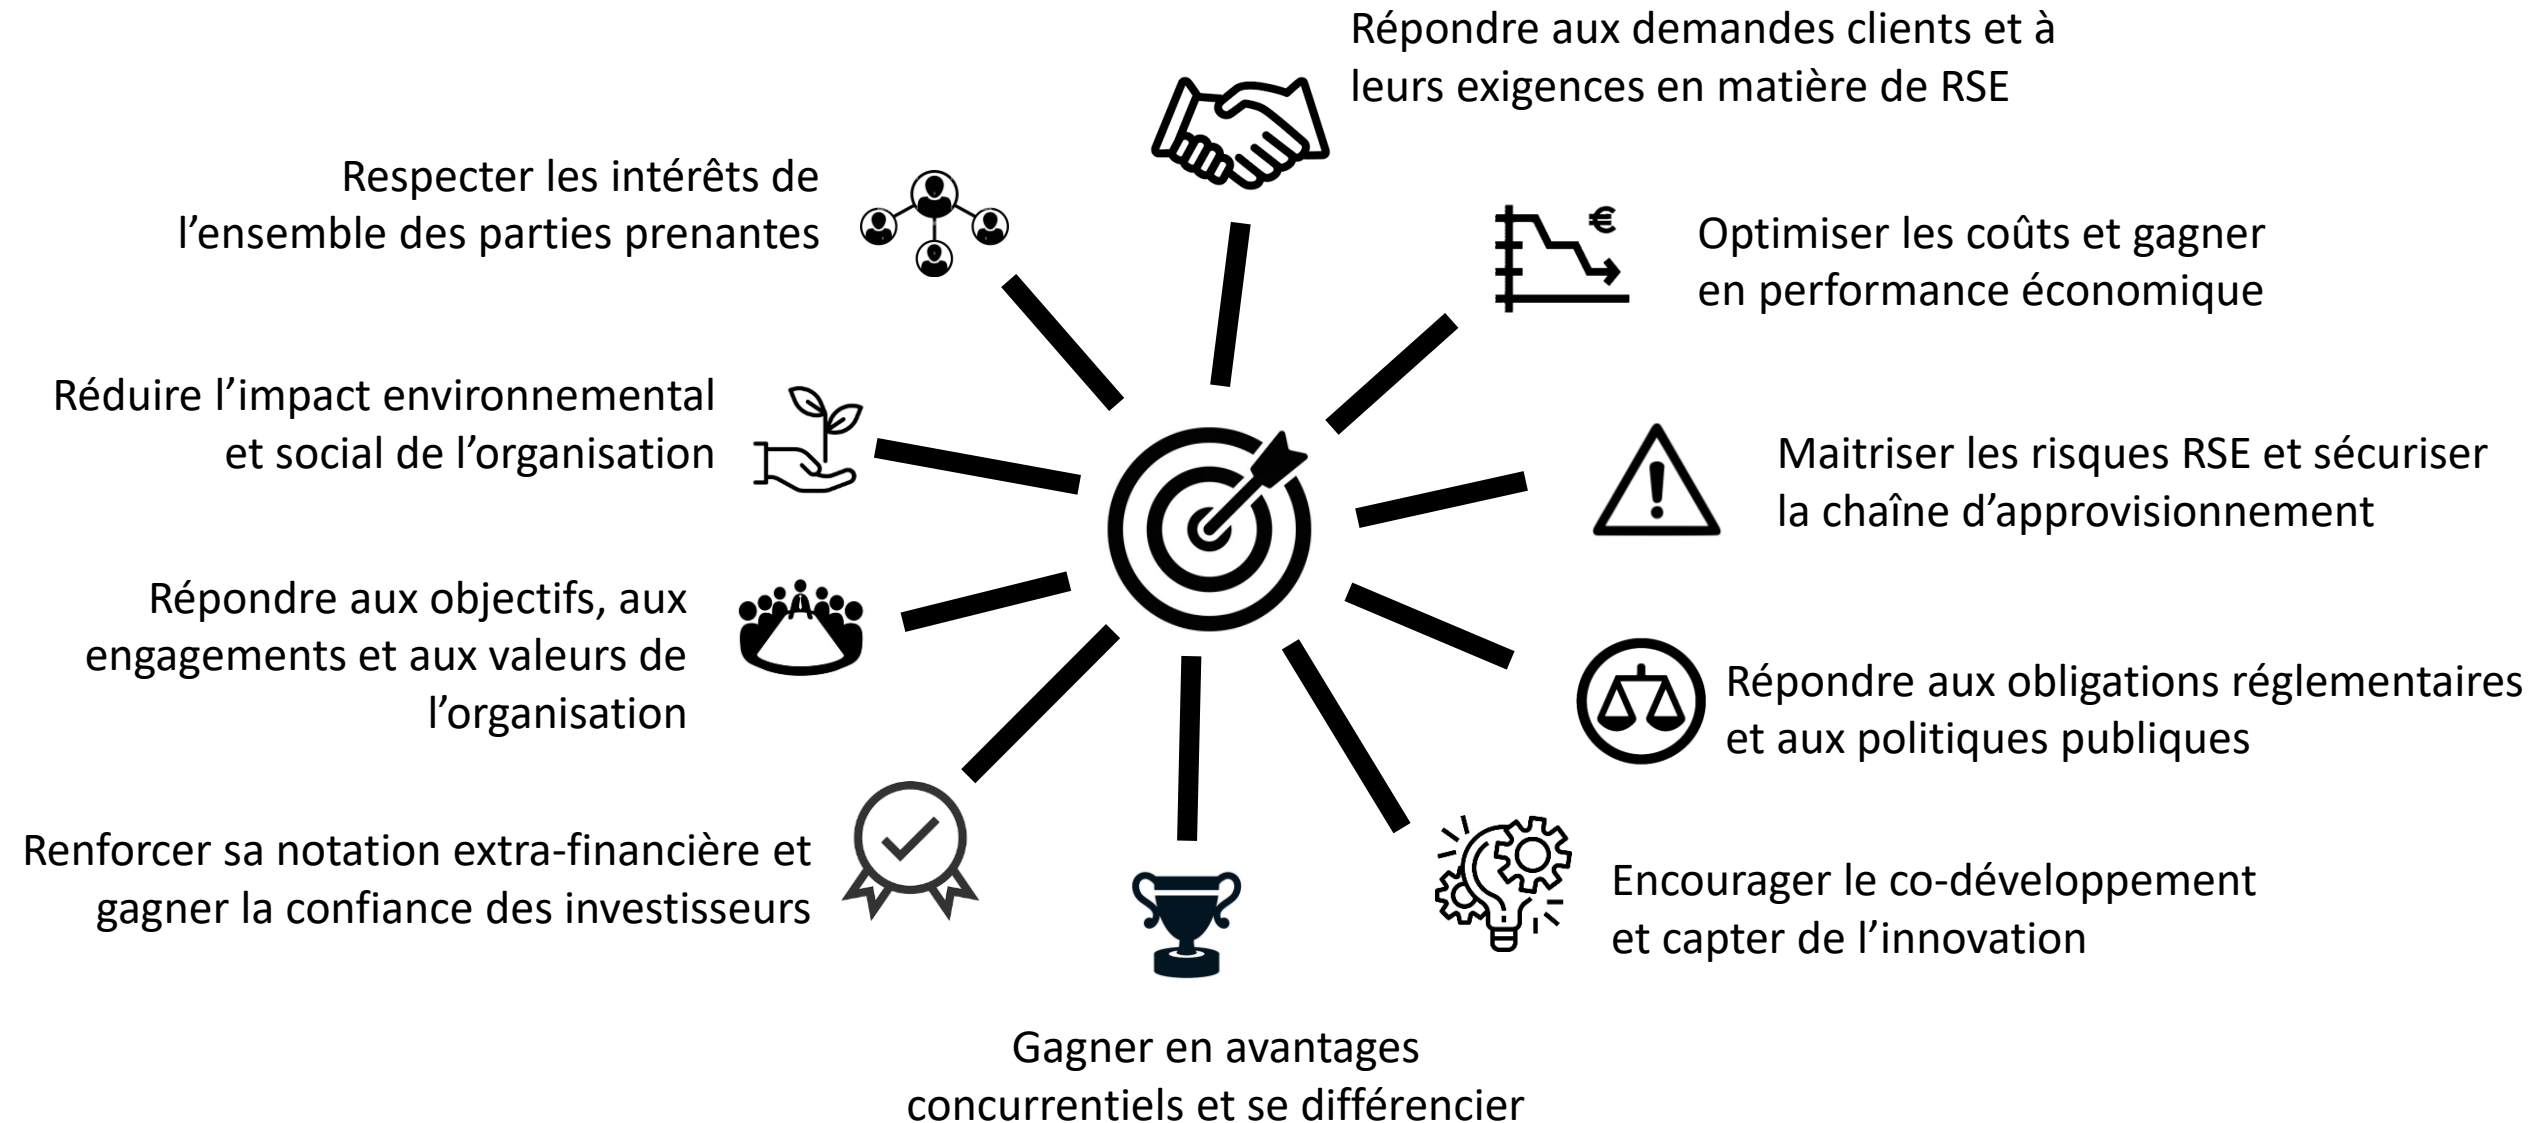 Répondre aux demandes clients et à
leurs exigences en matière de RSE
Optimiser les coûts et gagner
en performance économique
€
Maitriser les risques RSE et sécuriser
la chaîne d’approvisionnement
Répondre aux obligations réglementaires
et aux politiques publiques
Encourager le co-développement
et capter de l’innovation
Gagner en avantages
concurrentiels et se différencier
Renforcer sa notation extra-financière et
gagner la confiance des investisseurs
Répondre aux objectifs, aux
engagements et aux valeurs de
l’organisation
Réduire l’impact environnemental
et social de l’organisation
Respecter les intérêts de
l’ensemble des parties prenantes